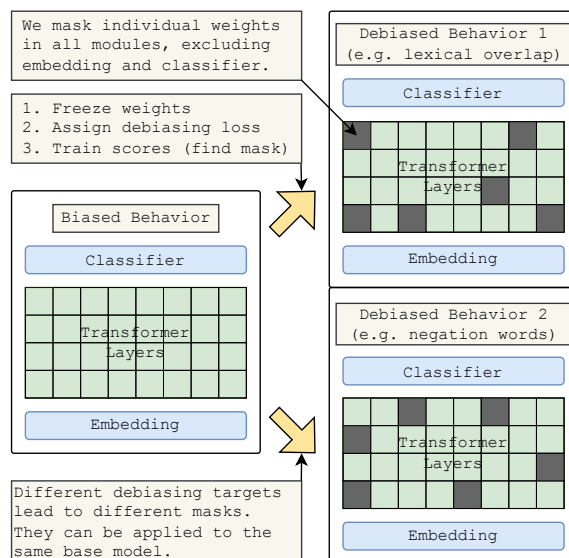 We mask individual weights
in all modules, excluding
embedding and classifier.
1. Freeze weights
2. Assign debiasing loss
3. Train scores (find mask)
Biased Behavior
Classifier
Transformer
Layers
Embedding
Different debiasing targets
lead to different masks.
They can be applied to the
same base model.
Debiased Behavior 1
(e.g. lexical overlap)
Classifier
Transformer
Layers
Embedding
Debiased Behavior 2
(e.g. negation words)
Classifier
Transformer
Layers
Embedding